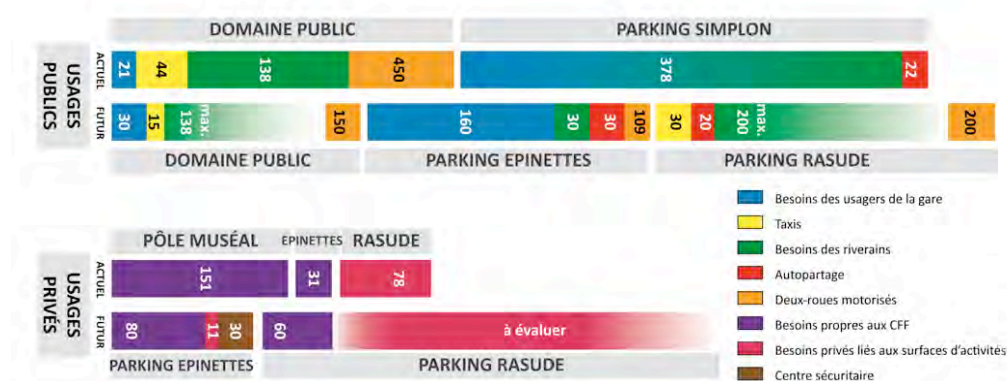 DOMAINE PUBLIC PARKING SIMPLON
USAGES
PUBLICS
ACTUEL
21 44 138 450 378 22
FUTUR
30 15 138 max. 150 160 30 30 109 30 20 200 max. 200
DOMAINE PUBLIC PARKING EPINETTES PARKING RASUDE
Besoins des usagers de la gare
Taxis
Besoins des riverains
Autopartage
Deux-roues motorisés
Besoins propres aux CFF
Besoins privés liés aux surfaces d'activités
Centre sécuritaire
PÔLE MUSÉAL EPINETTES RASUDE
USAGES
PRIVÉS
ACTUEL
151 31 78
FUTUR
80 11 30 60 à évaluer
PARKING EPINETTES PARKING RASUDE